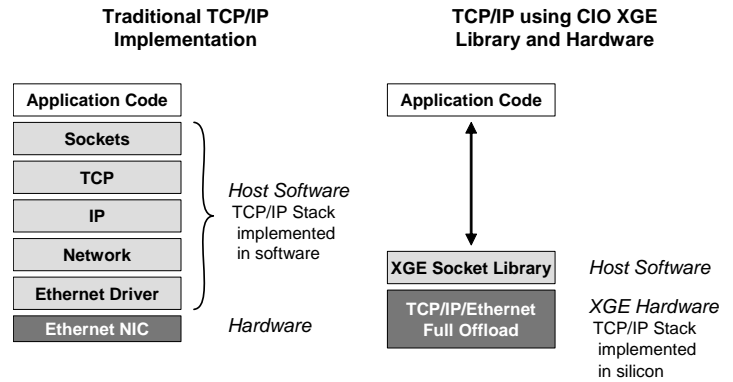 Traditional TCP/IP
Implementation
Application Code
Sockets
TCP
IP
Network
Ethernet Driver
Ethernet NIC
Host Software
TCP/IP Stack
implemented
in software
Hardware
TCP/IP using CIO XGE
Library and Hardware
Application Code
XGE Socket Library
TCP/IP/Ethernet
Full Offload
Host Software
XGE Hardware
TCP/IP Stack
implemented
in silicon